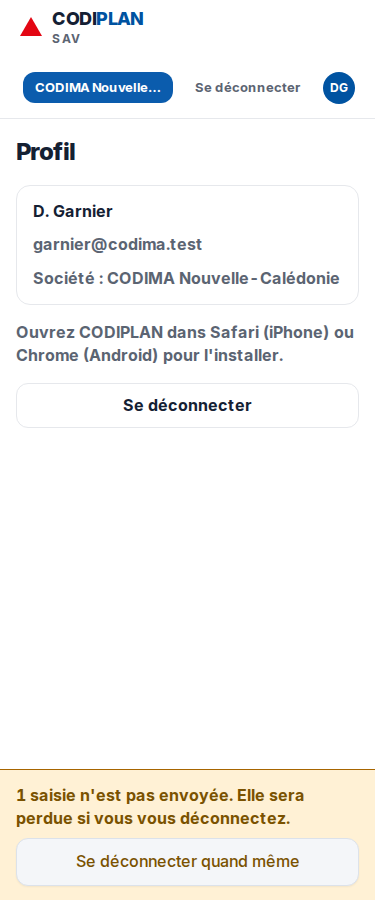 CODIPLAN
SAV
CODIMA Nouvelle…
Se déconnecter
DG
Profil
D. Garnier
garnier@codima.test
Société : CODIMA Nouvelle-Calédonie
Ouvrez CODIPLAN dans Safari (iPhone) ou
Chrome (Android) pour l'installer.
Se déconnecter
1 saisie n'est pas envoyée. Elle sera
perdue si vous vous déconnectez.
Se déconnecter quand même